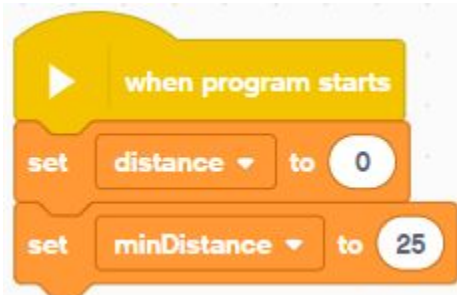 when program starts
set distance to 0
set minDistance to 25